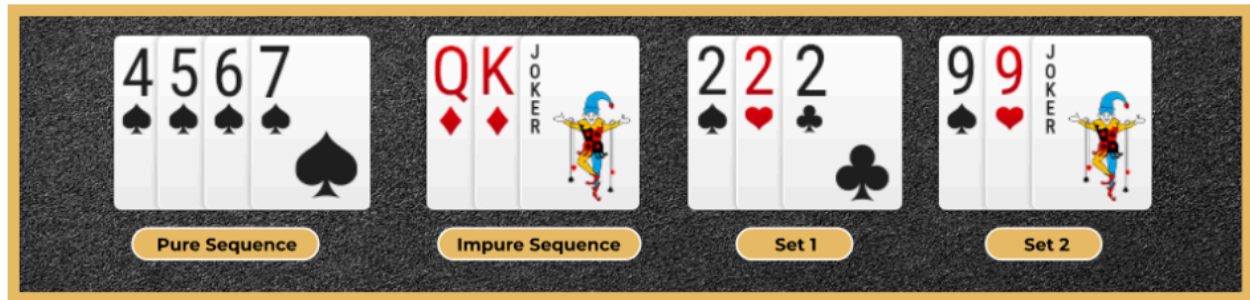 4 5 6 7
Q K JOKER
2 2 2
9 9 JOKER
Pure Sequence
Impure Sequence
Set 1
Set 2